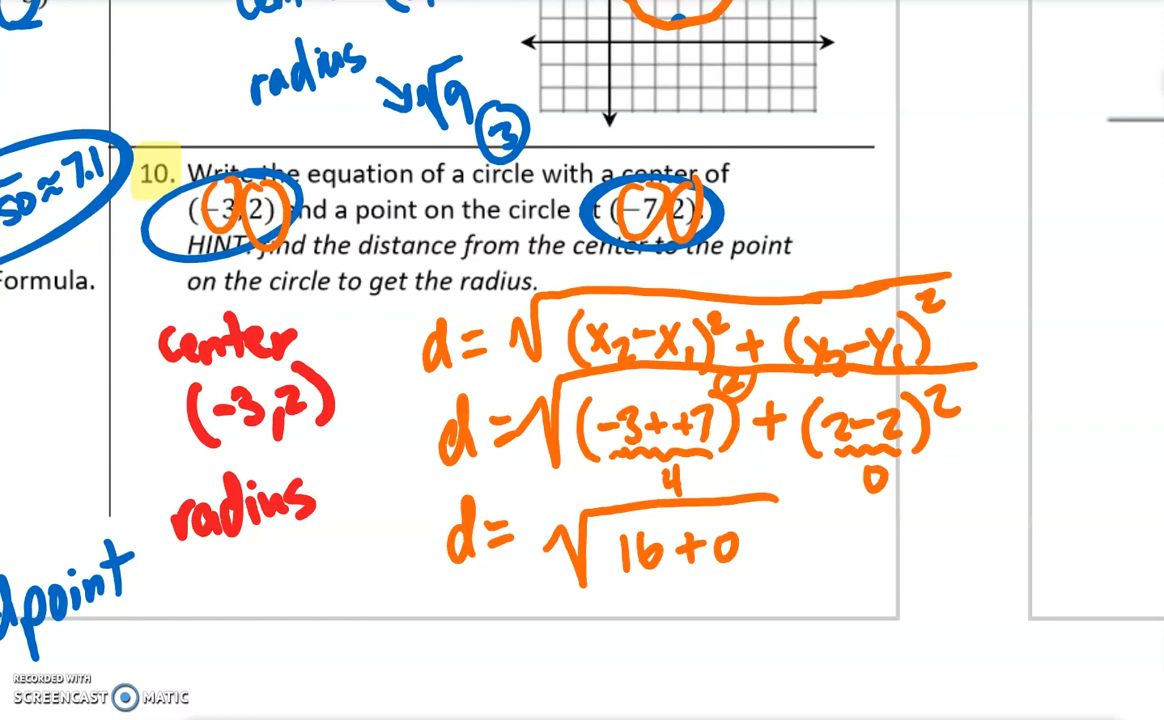 radius
√9
3
≈ 7.1
10. Write the equation of a circle with a center of
(−3, 2) and a point on the circle at (−7, 2).
HINT: find the distance from the center to the point
on the circle to get the radius.
Formula.
center
(-3, 2)
radius
d = √(x₂-x₁)² + (y₂-y₁)²
d = √(-3++7)² + (2-2)²
4 0
d = √16+0
dpoint
RECORDED WITH
SCREENCAST MATIC